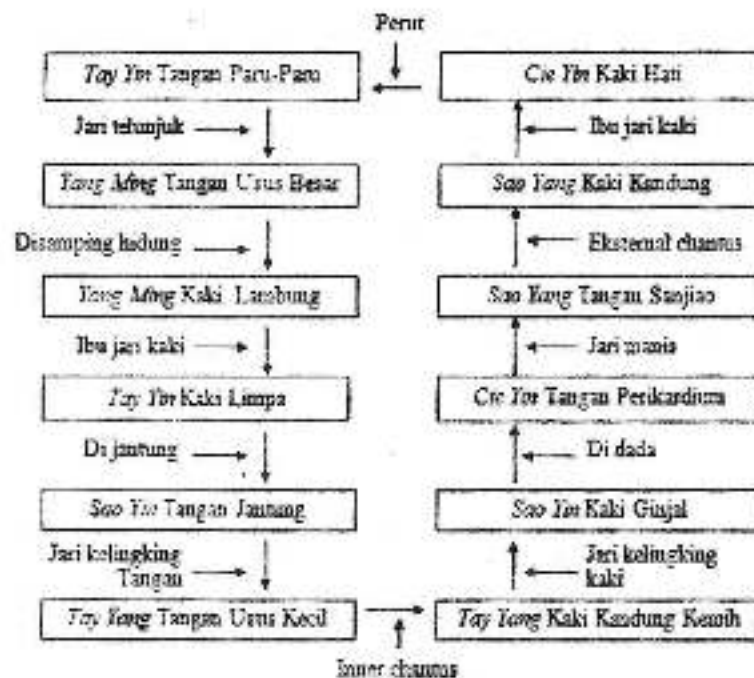 Perut
Tay Yin Tangan Paru-Paru
Cie Yin Kaki Hati
Jari telunjuk
Ibu jari kaki
Yang Ming Tangan Usus Besar
Sao Yang Kaki Kandung
Disamping hidung
Eksternal chantus
Yang Ming Kaki Lambung
Sao Yang Tangan Sanjiao
Ibu jari kaki
Jari manis
Tay Yin Kaki Limpa
Cie Yin Tangan Perikardium
Di jantung
Di dada
Sao Yin Tangan Jantung
Sao Yin Kaki Ginjal
Jari kelingking
Tangan
Jari kelingking
kaki
Tay Yang Tangan Usus Kecil
Tay Yang Kaki Kandung Kemih
Inner chantus